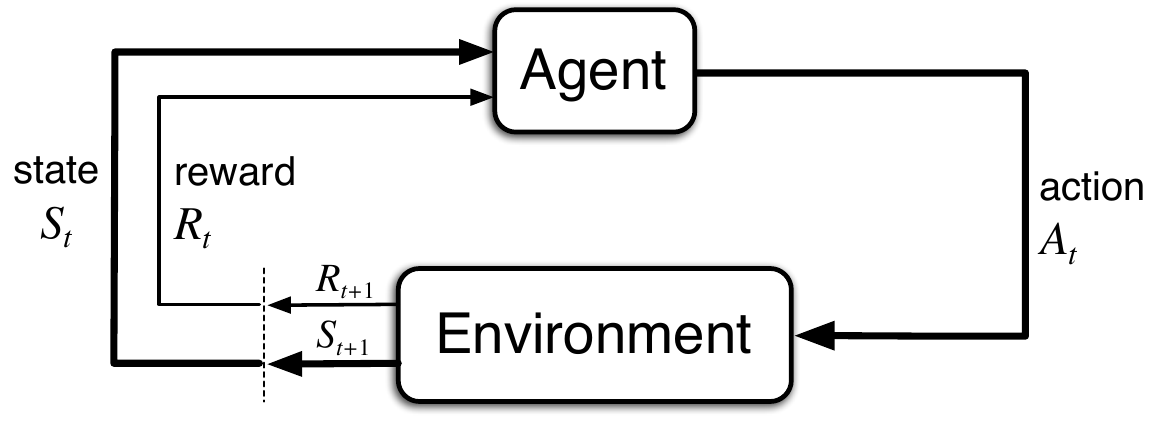 Agent
state
S_t
reward
R_t
action
A_t
R_{t+1}
S_{t+1}
Environment